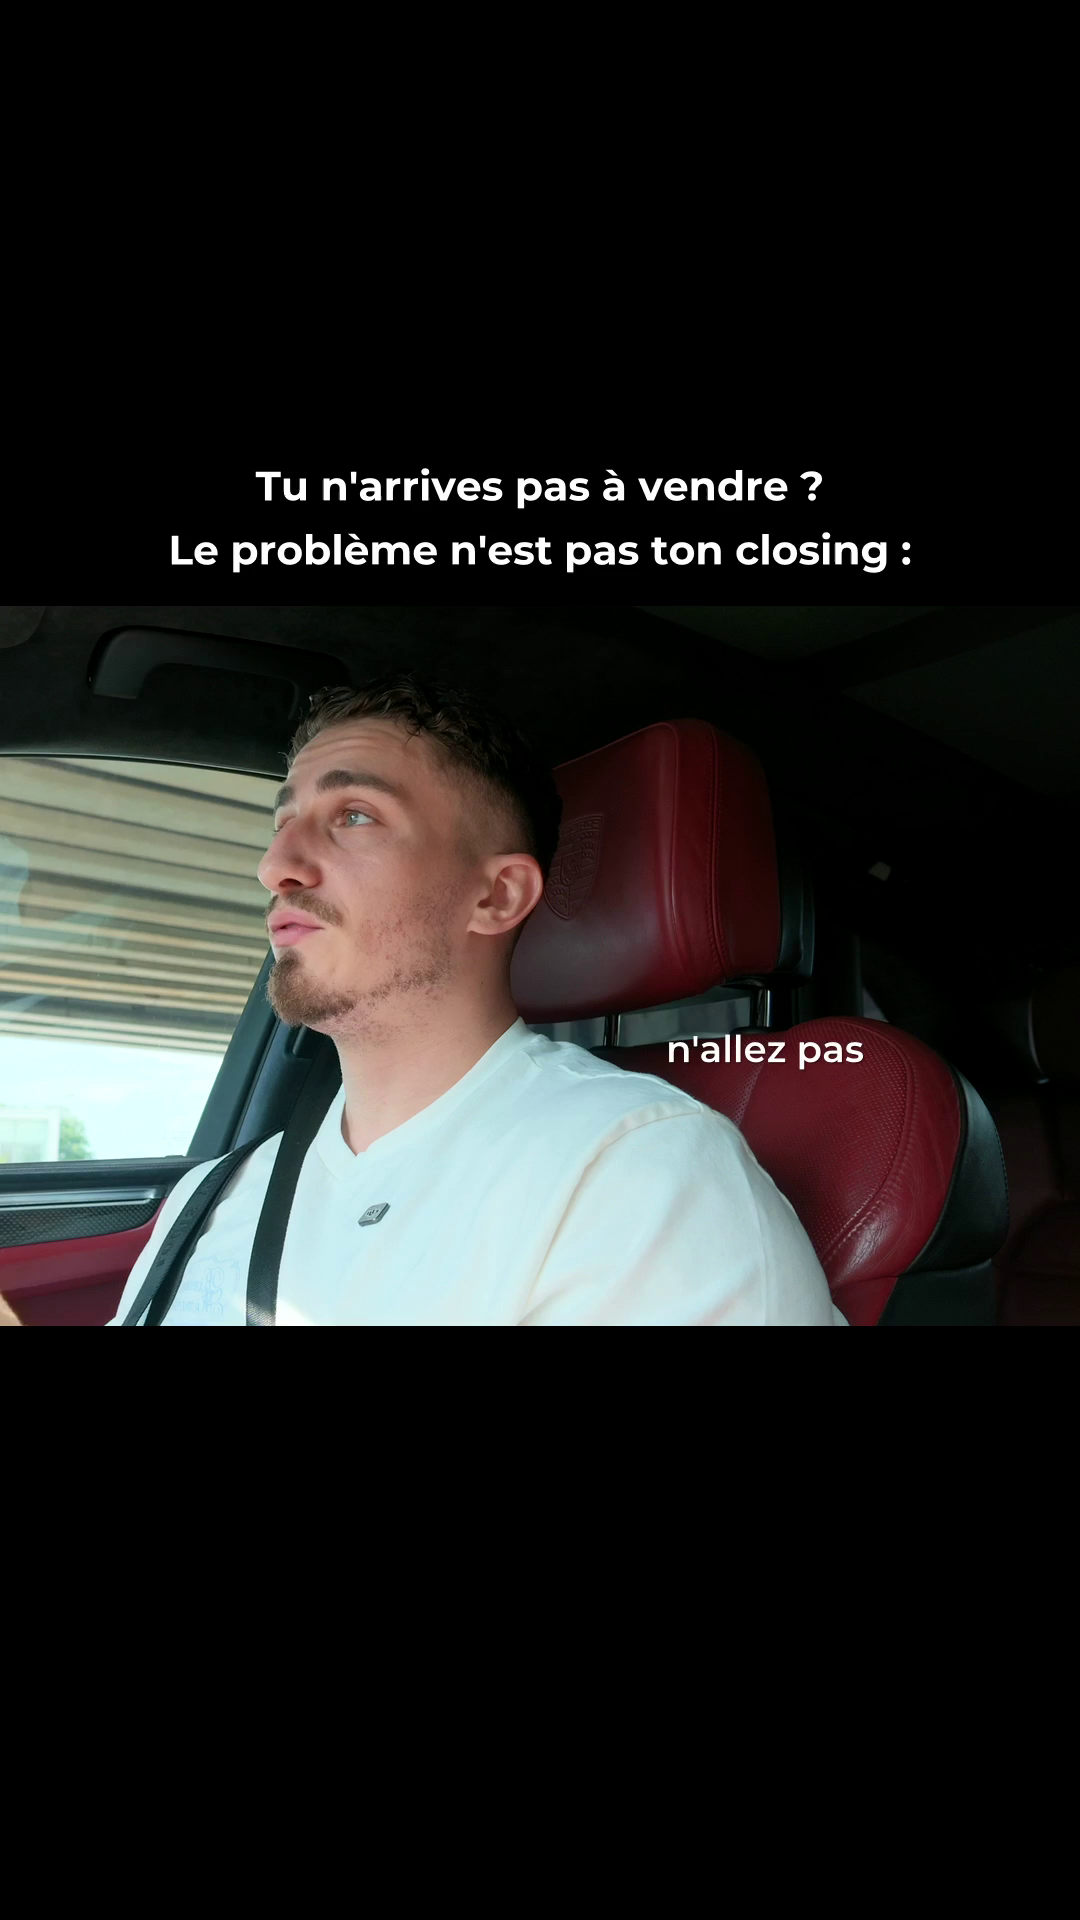 Tu n'arrives pas à vendre ?
Le problème n'est pas ton closing :
n'allez pas